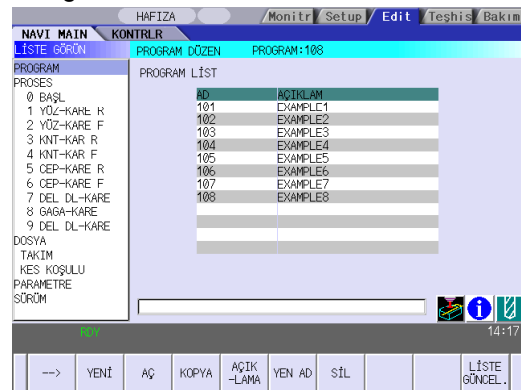 HAFIZA Monitr Setup Edit Teşhis Bakım
NAVI MAIN KONTRLR
LİSTE GÖRÜN PROGRAM DÜZEN PROGRAM:108
PROGRAM
PROSES
0 BAŞL
1 YÜZ-KARE R
2 YÜZ-KARE F
3 KNT-KAR R
4 KNT-KAR F
5 CEP-KARE R
6 CEP-KARE F
7 DEL DL-KARE
8 GAGA-KARE
9 DEL DL-KARE
DOSYA
TAKIM
KES KOŞULU
PARAMETRE
SÜRÜM
PROGRAM LİST
AD AÇIKLAM
101 EXAMPLE1
102 EXAMPLE2
103 EXAMPLE3
104 EXAMPLE4
105 EXAMPLE5
106 EXAMPLE6
107 EXAMPLE7
108 EXAMPLE8
RDY 14:17
--> YENİ AÇ KOPYA AÇIK-LAMA YEN AD SİL LİSTE GÜNCEL.